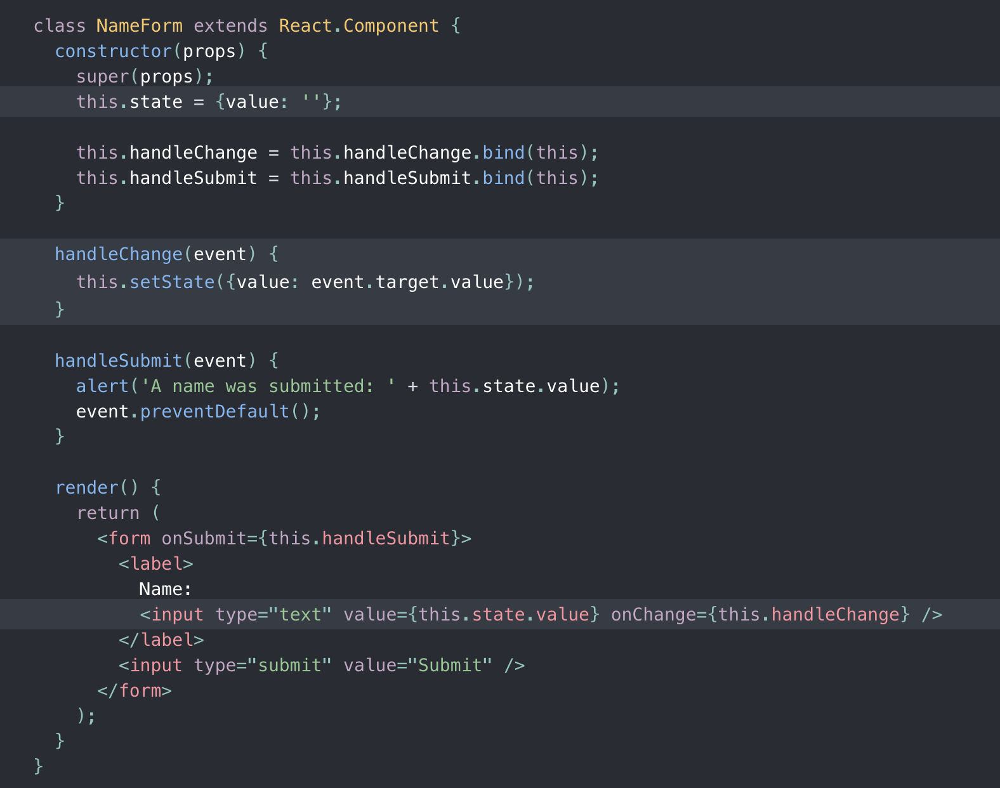 class NameForm extends React.Component {
  constructor(props) {
    super(props);
    this.state = {value: ''};

    this.handleChange = this.handleChange.bind(this);
    this.handleSubmit = this.handleSubmit.bind(this);
  }

  handleChange(event) {
    this.setState({value: event.target.value});
  }

  handleSubmit(event) {
    alert('A name was submitted: ' + this.state.value);
    event.preventDefault();
  }

  render() {
    return (
      <form onSubmit={this.handleSubmit}>
        <label>
          Name:
          <input type="text" value={this.state.value} onChange={this.handleChange} />
        </label>
        <input type="submit" value="Submit" />
      </form>
    );
  }
}